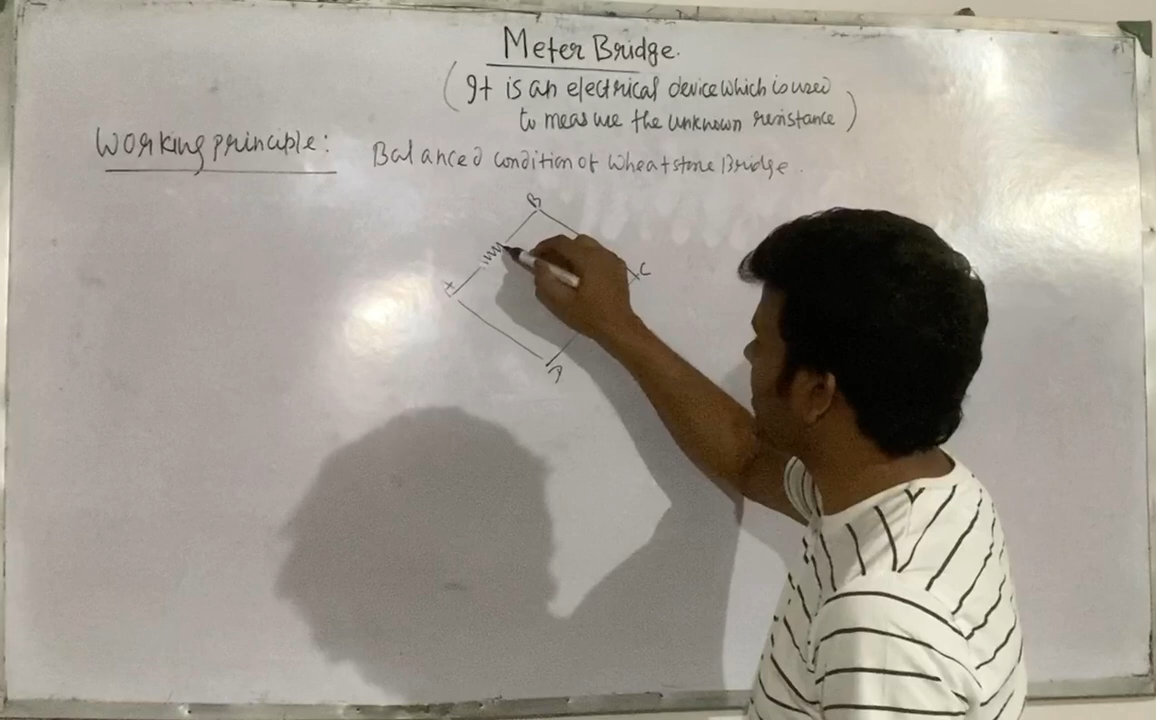 Meter Bridge.
(It is an electrical device which is used
to measure the unknown resistance)
Working principle: Balanced condition of Wheatstone Bridge.
B
A
C
D